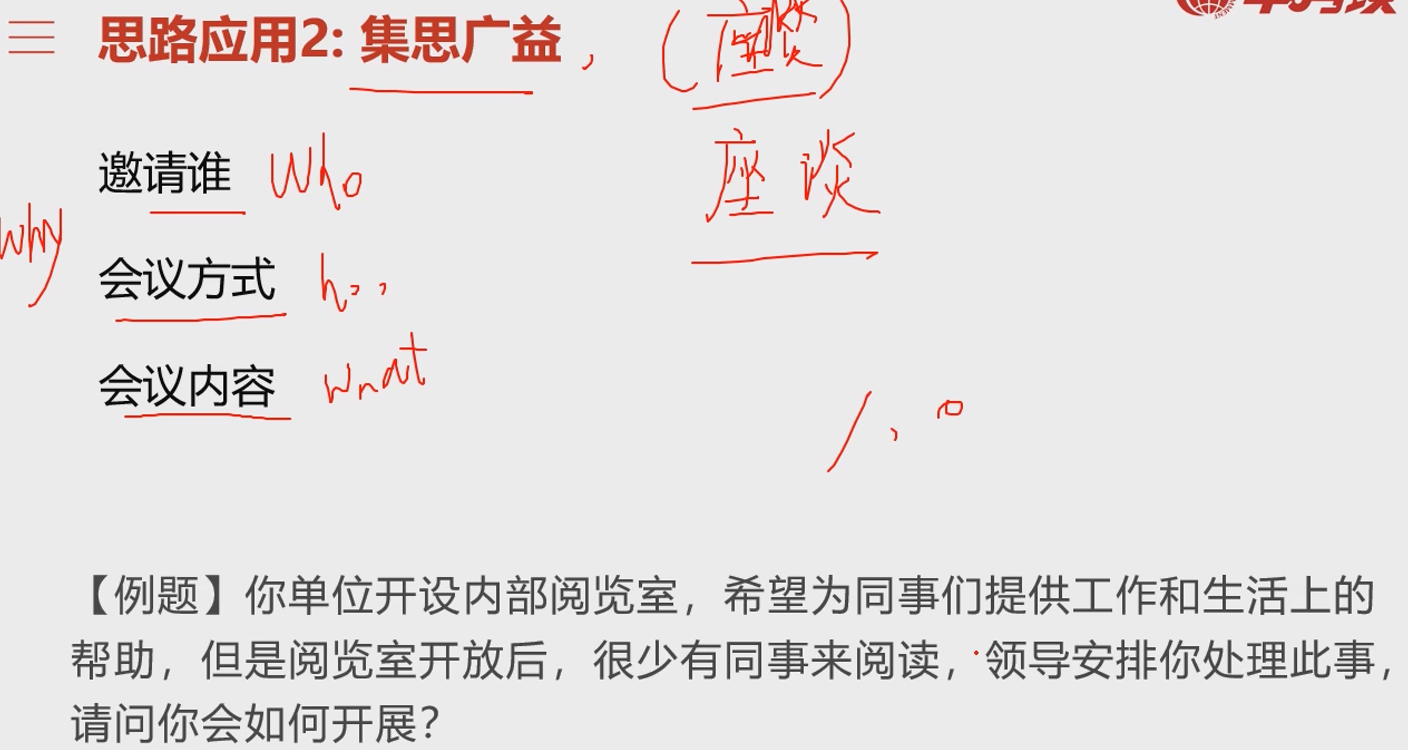 思路应用2: 集思广益，
座谈
邀请谁 Who
座谈
why
会议方式
会议内容 what
【例题】你单位开设内部阅览室，希望为同事们提供工作和生活上的
帮助，但是阅览室开放后，很少有同事来阅读，领导安排你处理此事，
请问你会如何开展？